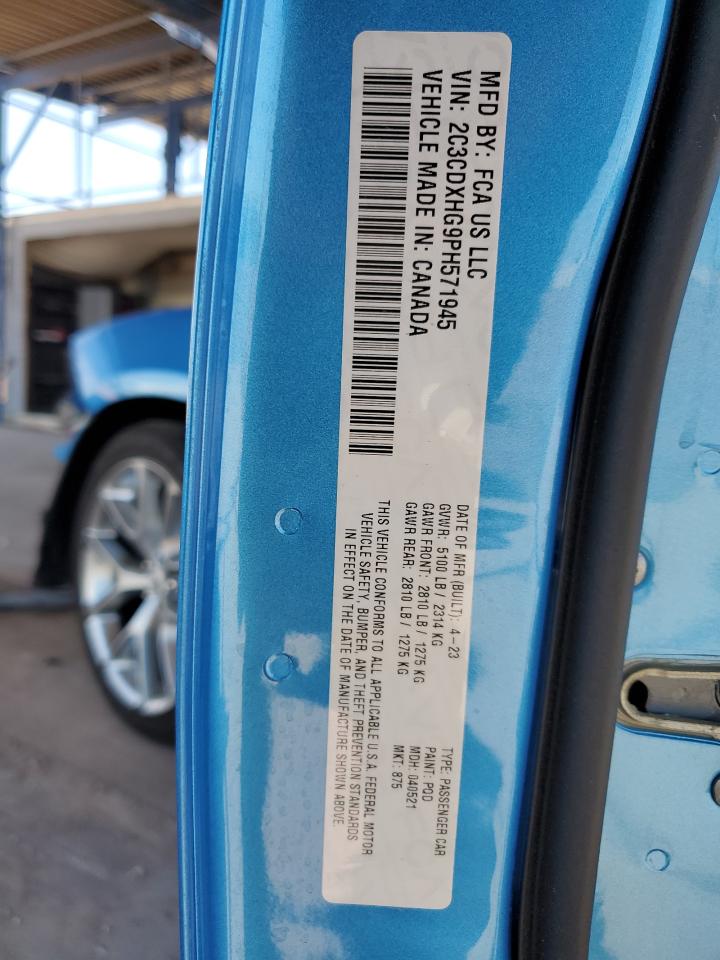 MFD BY: FCA US LLC
VIN: 2C3CDXHG9PH571945
VEHICLE MADE IN: CANADA
DATE OF MFR (BUILT): 4-23
GVWR: 5100 LB / 2314 KG
GAWR FRONT: 2810 LB / 1275 KG
GAWR REAR: 2810 LB / 1275 KG
TYPE: PASSENGER CAR
PAINT: PQD
MDH: 040521
MKT: 875
THIS VEHICLE CONFORMS TO ALL APPLICABLE U.S.A. FEDERAL MOTOR
VEHICLE SAFETY, BUMPER, AND THEFT PREVENTION STANDARDS
IN EFFECT ON THE DATE OF MANUFACTURE SHOWN ABOVE.